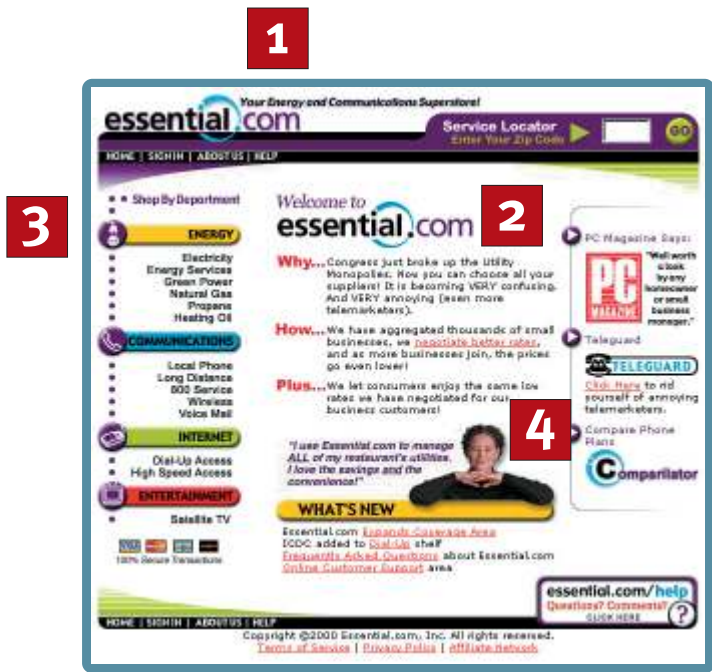 1
Your Energy and Communications Superstore!
essential.com
Service Locator
Enter Your Zip Code
GO
HOME | SIGN IN | ABOUT US | HELP
3
Shop By Department
ENERGY
Electricity
Energy Services
Green Power
Natural Gas
Propane
Heating Oil
COMMUNICATIONS
Local Phone
Long Distance
800 Service
Wireless
Voice Mail
INTERNET
Dial-Up Access
High Speed Access
ENTERTAINMENT
Satellite TV
VISA
100% Secure Transactions
Welcome to
essential.com
2
Why... Congress just broke up the Utility
Monopolies. Now you can choose all your
suppliers! It is becoming VERY confusing.
And VERY annoying (even more
telemarketers).
How... We have aggregated thousands of small
businesses, we negotiate better rates,
and as more businesses join, the prices
go even lower!
Plus... We let consumers enjoy the same low
rates we have negotiated for our
business customers!
4
"I use Essential.com to manage
ALL of my restaurant's utilities.
I love the savings and the
convenience!"
WHAT'S NEW
Essential.com Expands Coverage Area
ICDC added to Dial-Up shelf
Frequently Asked Questions about Essential.com
Online Customer Support area
PC Magazine Says:
PC
MAGAZINE
"Well worth
a look
by any
homeowner
or small
business
manager."
Teleguard
TELEGUARD
Click Here to rid
yourself of annoying
telemarketers.
Compare Phone
Plans
Comparilator
essential.com/help
Questions? Comments?
CLICK HERE
?
HOME | SIGN IN | ABOUT US | HELP
Copyright ©2000 Essential.com, Inc. All rights reserved.
Terms of Service | Privacy Policy | Affiliate Network